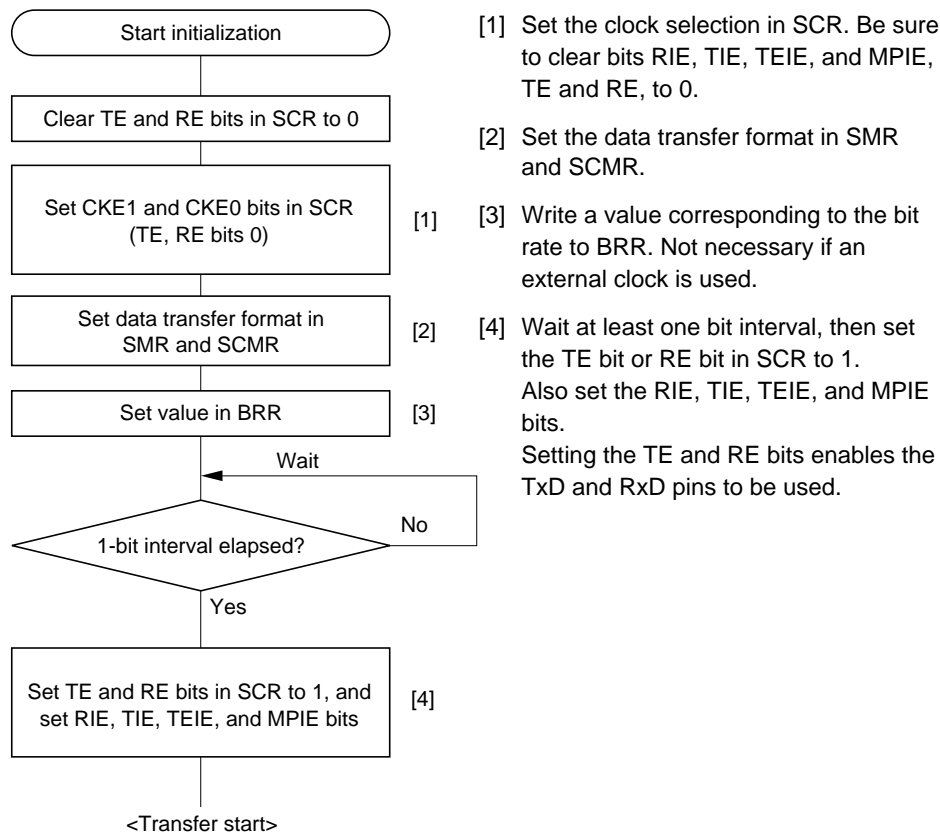 Start initialization
Clear TE and RE bits in SCR to 0
Set CKE1 and CKE0 bits in SCR
(TE, RE bits 0)
[1]
Set data transfer format in
SMR and SCMR
[2]
Set value in BRR
[3]
Wait
No
1-bit interval elapsed?
Yes
Set TE and RE bits in SCR to 1, and
set RIE, TIE, TEIE, and MPIE bits
[4]
<Transfer start>
[1] Set the clock selection in SCR. Be sure
to clear bits RIE, TIE, TEIE, and MPIE,
TE and RE, to 0.
[2] Set the data transfer format in SMR
and SCMR.
[3] Write a value corresponding to the bit
rate to BRR. Not necessary if an
external clock is used.
[4] Wait at least one bit interval, then set
the TE bit or RE bit in SCR to 1.
Also set the RIE, TIE, TEIE, and MPIE
bits.
Setting the TE and RE bits enables the
TxD and RxD pins to be used.